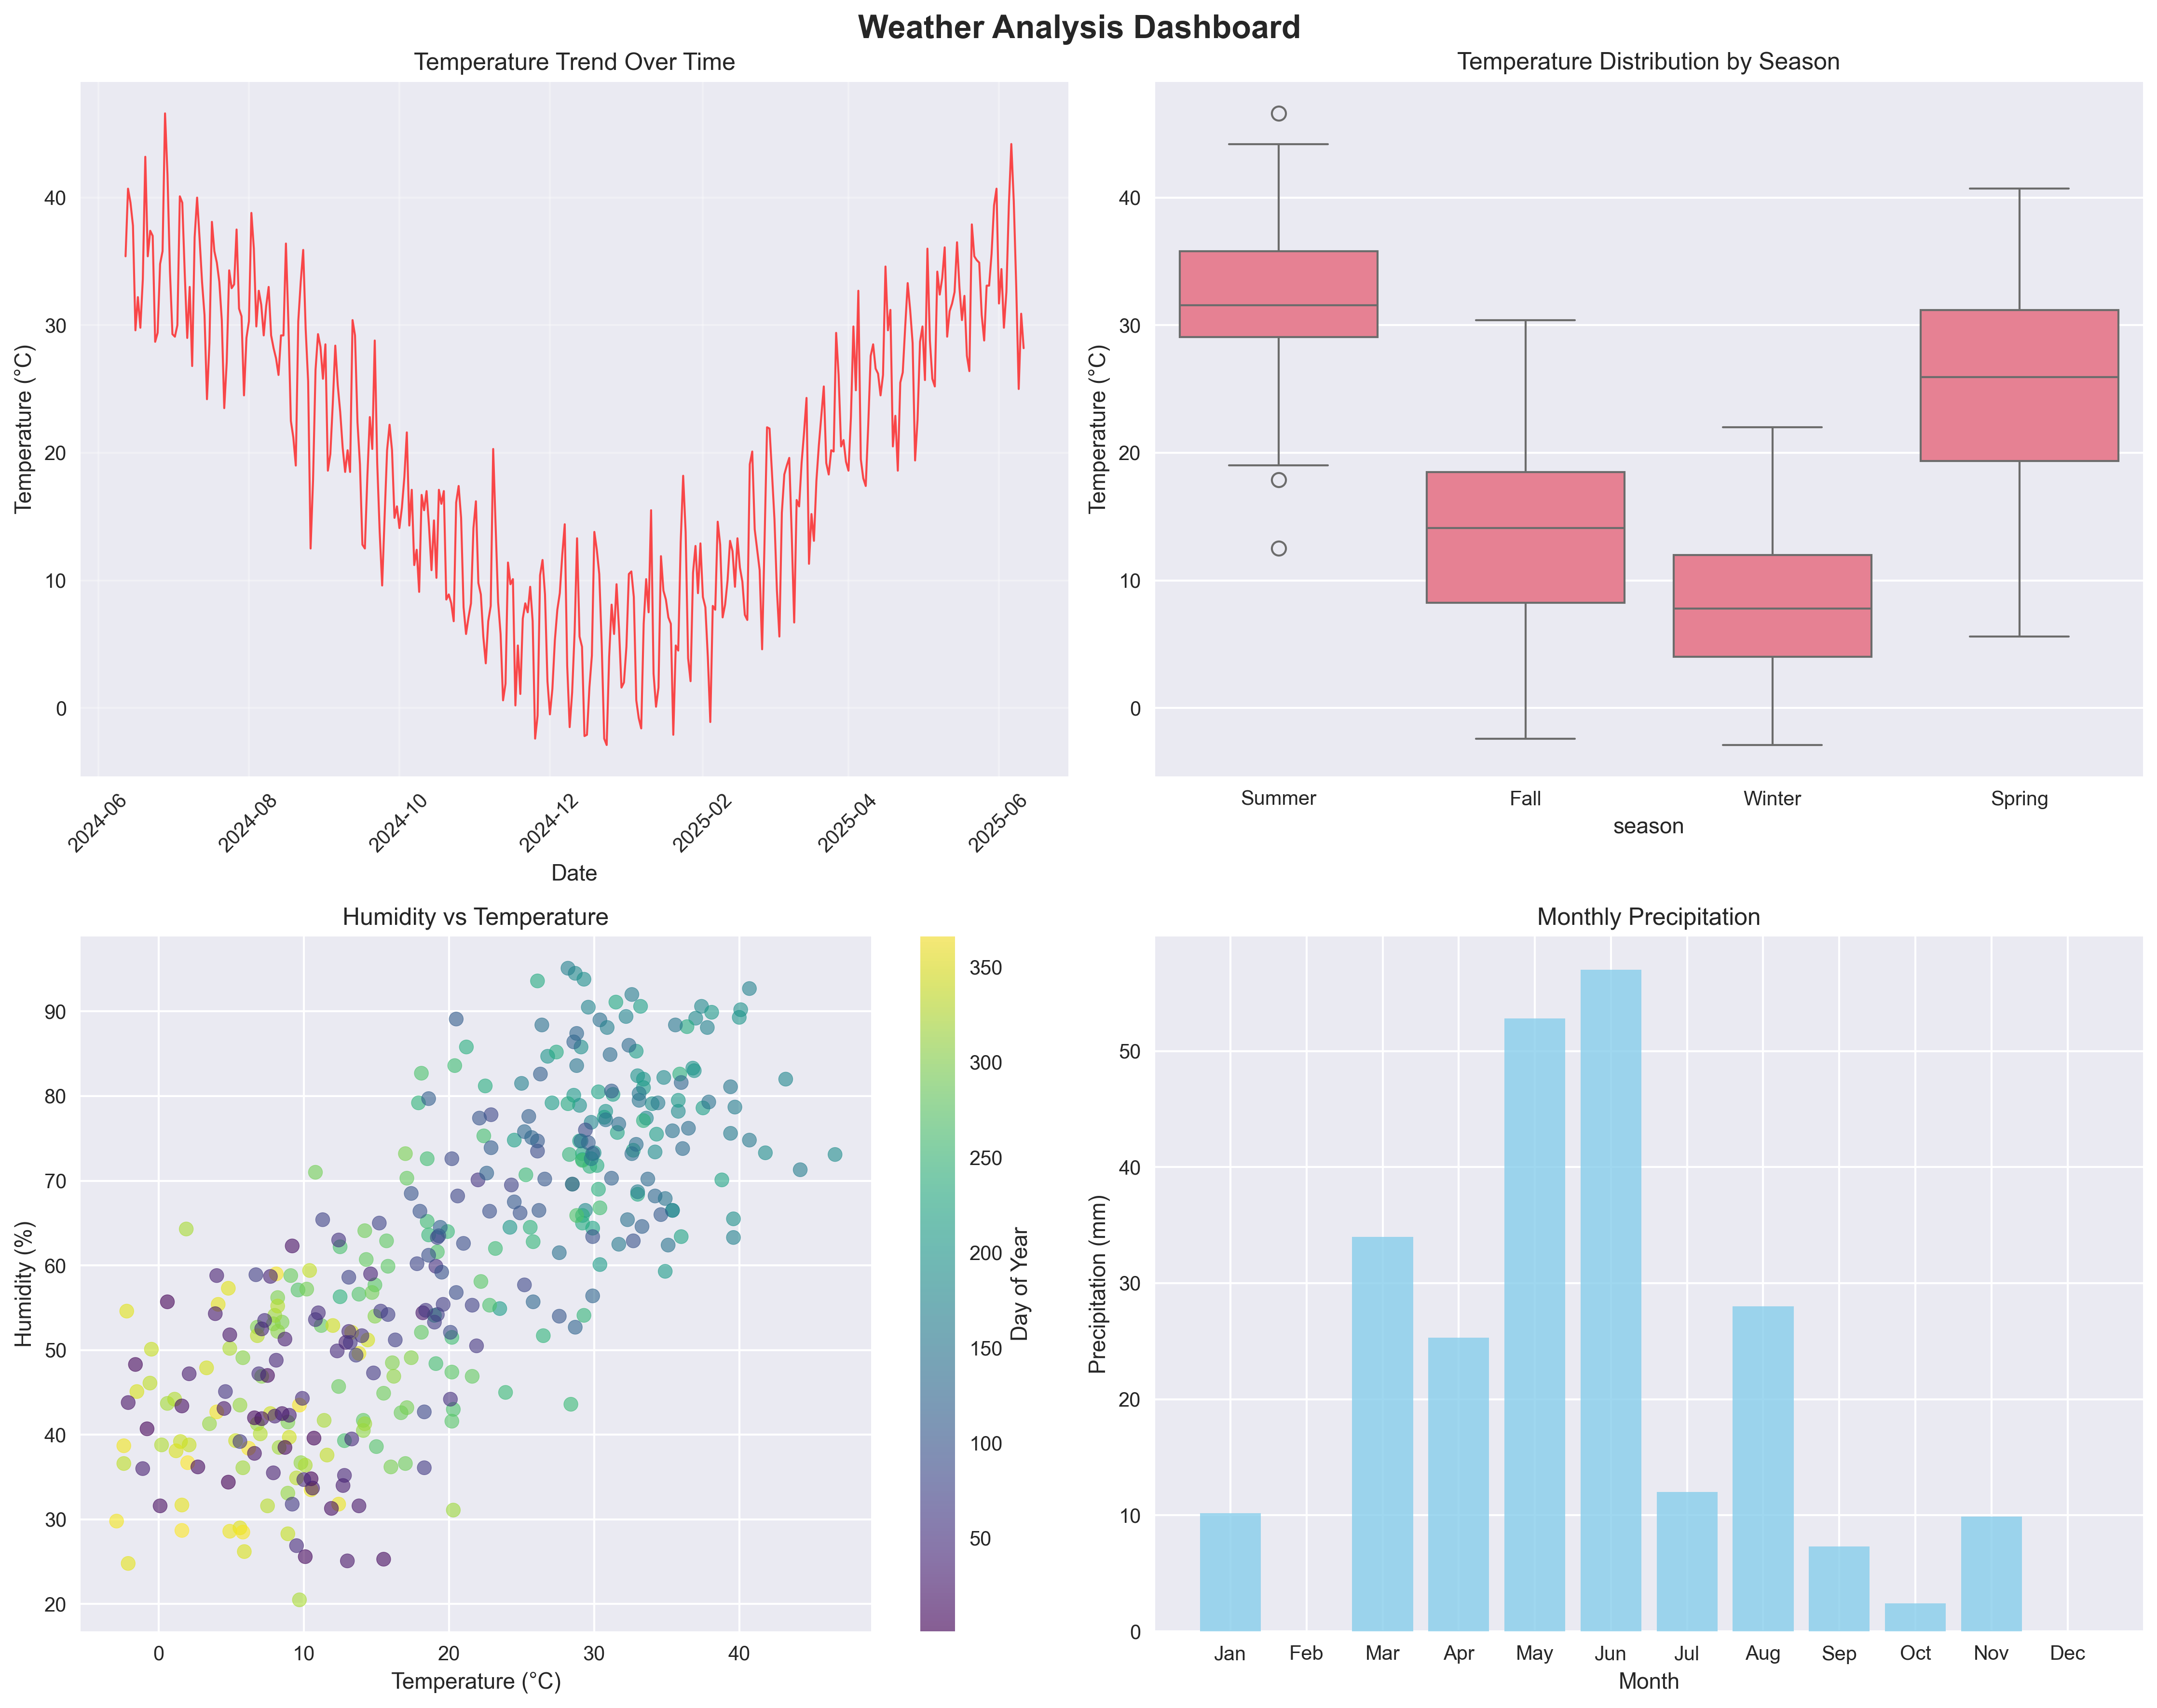 Weather Analysis Dashboard
Temperature Trend Over Time
Temperature (°C)
40
30
20
10
0
2024-06
2024-08
2024-10
2024-12
2025-02
2025-04
2025-06
Date
Temperature Distribution by Season
Temperature (°C)
40
30
20
10
0
Summer
Fall
Winter
Spring
season
Humidity vs Temperature
Humidity (%)
90
80
70
60
50
40
30
20
0
10
20
30
40
Temperature (°C)
350
300
250
200
150
100
50
Day of Year
Monthly Precipitation
Precipitation (mm)
50
40
30
20
10
0
Jan
Feb
Mar
Apr
May
Jun
Jul
Aug
Sep
Oct
Nov
Dec
Month